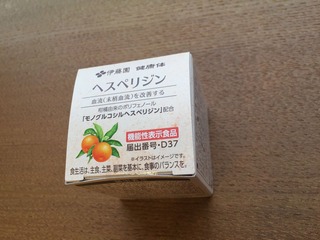 伊藤園 健康体
ヘスペリジン
血流(末梢血流)を改善する
柑橘由来のポリフェノール
「モノグルコシルヘスペリジン」配合
機能性表示食品
届出番号・D37
※イラストはイメージです。
食生活は、主食、主菜、副菜を基本に、食事のバランスを。